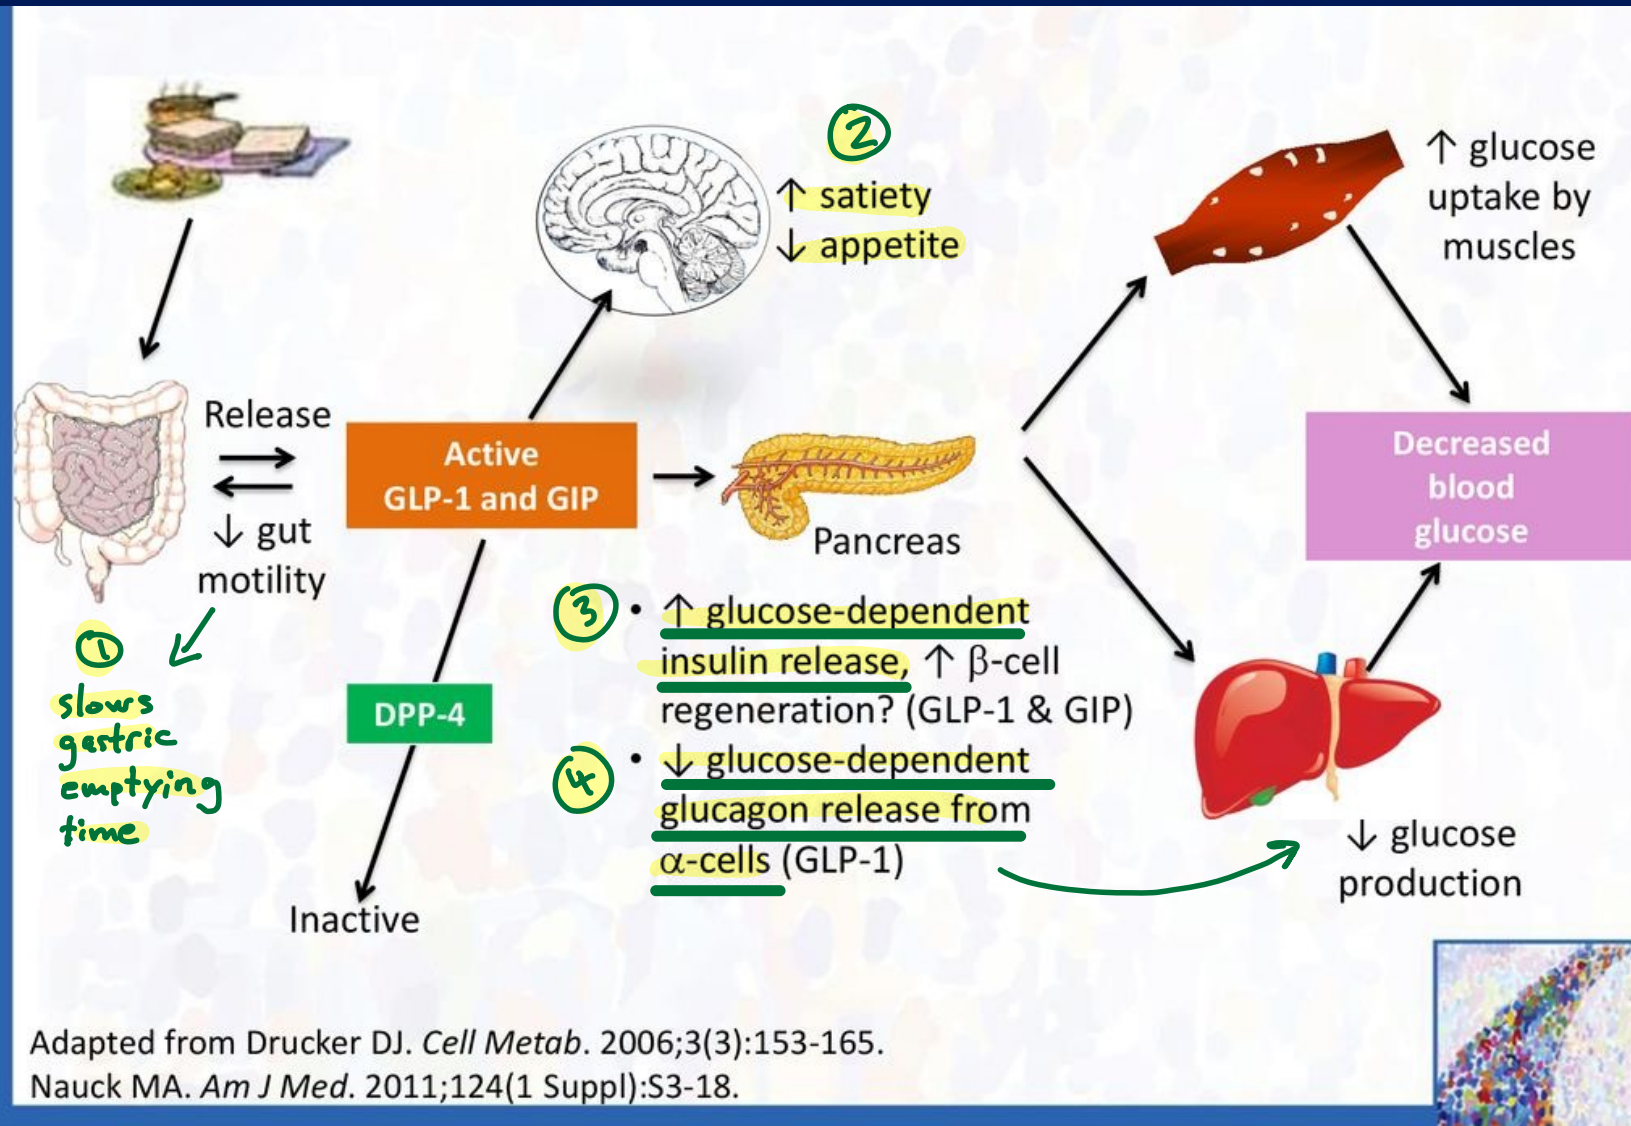 ②
↑ satiety
↓ appetite
↑ glucose
uptake by
muscles
Release
↓ gut
motility
Active
GLP-1 and GIP
Pancreas
Decreased
blood
glucose
①
slows
gastric
emptying
time
DPP-4
Inactive
③ • ↑ glucose-dependent
insulin release, ↑ β-cell
regeneration? (GLP-1 & GIP)
④ • ↓ glucose-dependent
glucagon release from
α-cells (GLP-1)
↓ glucose
production
Adapted from Drucker DJ. Cell Metab. 2006;3(3):153-165.
Nauck MA. Am J Med. 2011;124(1 Suppl):S3-18.